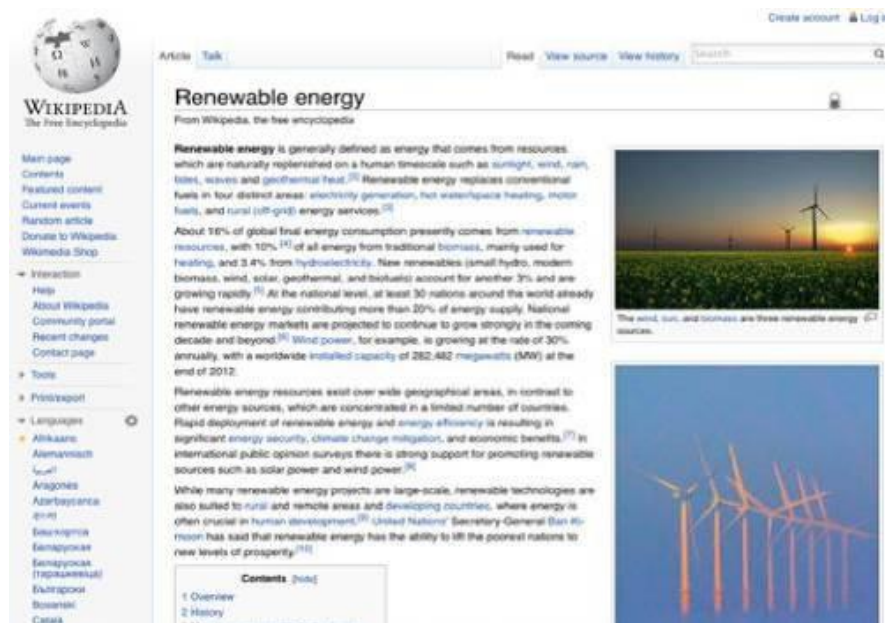 Create account Log
Article Talk Read View source View history Search
WIKIPEDIA
The Free Encyclopedia
Main page
Contents
Featured content
Current events
Random article
Donate to Wikipedia
Wikimedia Shop
Interaction
Help
About Wikipedia
Community portal
Recent changes
Contact page
Tools
Print/export
Languages
Afrikaans
Alemannisch
العربية
Aragonés
Azərbaycanca
বাংলা
Башҡортса
Беларуская
Беларуская
(тарашкевіца)
Български
Bosanski
Català
Renewable energy
From Wikipedia, the free encyclopedia
Renewable energy is generally defined as energy that comes from resources
which are naturally replenished on a human timescale such as sunlight, wind, rain,
tides, waves and geothermal heat.[2] Renewable energy replaces conventional
fuels in four distinct areas: electricity generation, hot water/space heating, motor
fuels, and rural (off-grid) energy services.[3]
About 16% of global final energy consumption presently comes from renewable
resources, with 10% [4] of all energy from traditional biomass, mainly used for
heating, and 3.4% from hydroelectricity. New renewables (small hydro, modern
biomass, wind, solar, geothermal, and biofuels) account for another 3% and are
growing rapidly.[5] At the national level, at least 30 nations around the world already
have renewable energy contributing more than 20% of energy supply. National
renewable energy markets are projected to continue to grow strongly in the coming
decade and beyond.[6] Wind power, for example, is growing at the rate of 30%
annually, with a worldwide installed capacity of 282,482 megawatts (MW) at the
end of 2012.
Renewable energy resources exist over wide geographical areas, in contrast to
other energy sources, which are concentrated in a limited number of countries.
Rapid deployment of renewable energy and energy efficiency is resulting in
significant energy security, climate change mitigation, and economic benefits.[7] In
international public opinion surveys there is strong support for promoting renewable
sources such as solar power and wind power.[8]
While many renewable energy projects are large-scale, renewable technologies are
also suited to rural and remote areas and developing countries, where energy is
often crucial in human development.[9] United Nations' Secretary-General Ban Ki-
moon has said that renewable energy has the ability to lift the poorest nations to
new levels of prosperity.[10]
Contents [hide]
1 Overview
2 History
The wind, sun, and biomass are three renewable energy
sources.